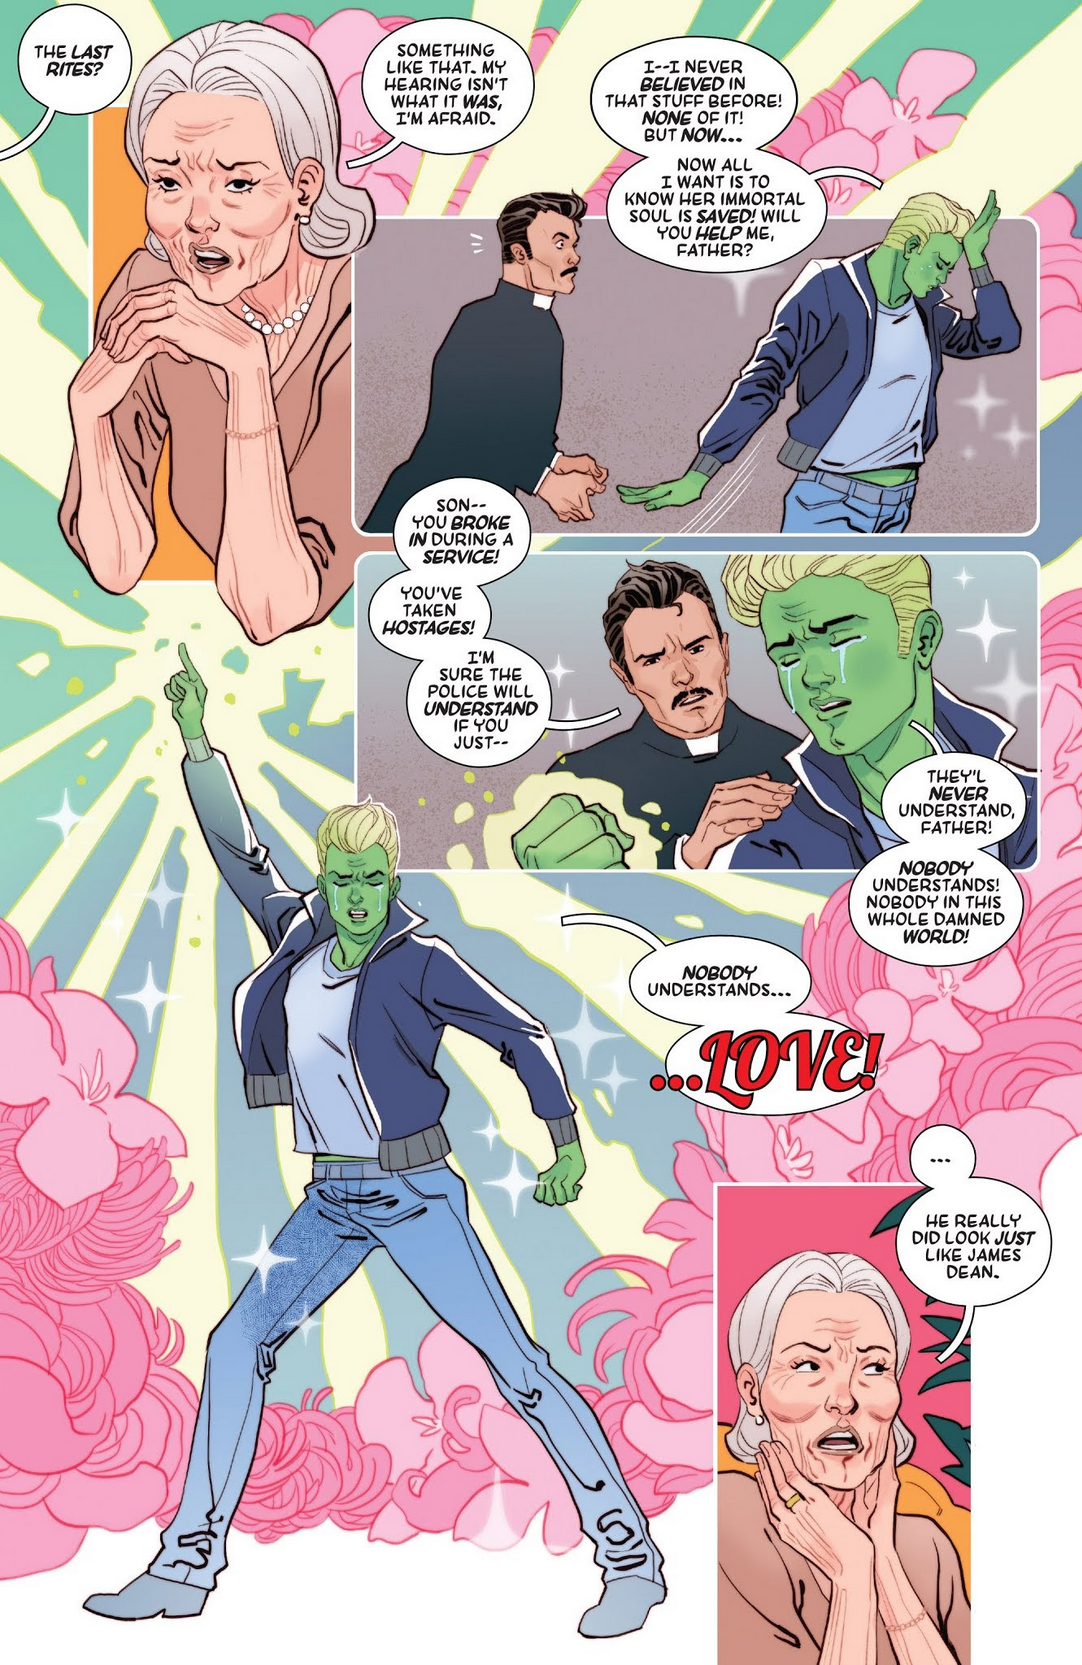 THE LAST
RITES?
SOMETHING
LIKE THAT. MY
HEARING ISN'T
WHAT IT WAS,
I'M AFRAID.
I--I NEVER
BELIEVED IN
THAT STUFF BEFORE!
NONE OF IT!
BUT NOW...
NOW ALL
I WANT IS TO
KNOW HER IMMORTAL
SOUL IS SAVED! WILL
YOU HELP ME,
FATHER?
SON--
YOU BROKE
IN DURING A
SERVICE!
YOU'VE
TAKEN
HOSTAGES!
I'M
SURE THE
POLICE WILL
UNDERSTAND
IF YOU
JUST--
THEY'L
NEVER
UNDERSTAND,
FATHER!
NOBODY
UNDERSTANDS!
NOBODY IN THIS
WHOLE DAMNED
WORLD!
NOBODY
UNDERSTANDS...
...LOVE!
...
HE REALLY
DID LOOK JUST
LIKE JAMES
DEAN.